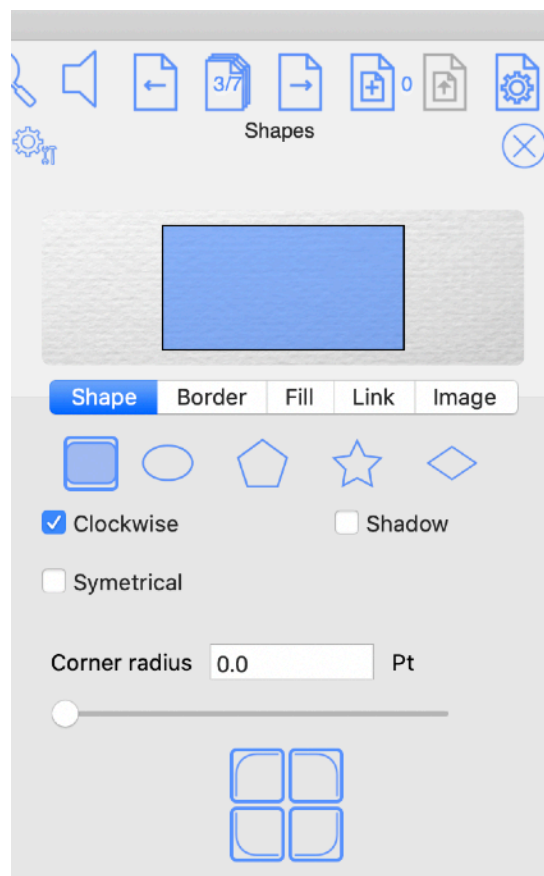 3/7
0
Shapes
Shape Border Fill Link Image
Clockwise Shadow
Symetrical
Corner radius 0.0 Pt